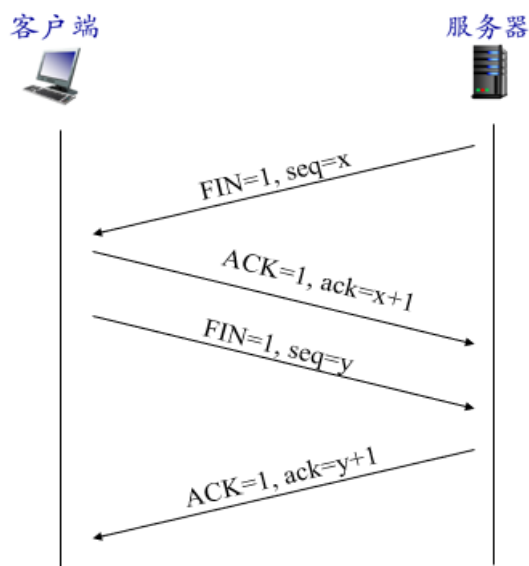 客户端
服务器
FIN=1, seq=x
ACK=1, ack=x+1
FIN=1, seq=y
ACK=1, ack=y+1